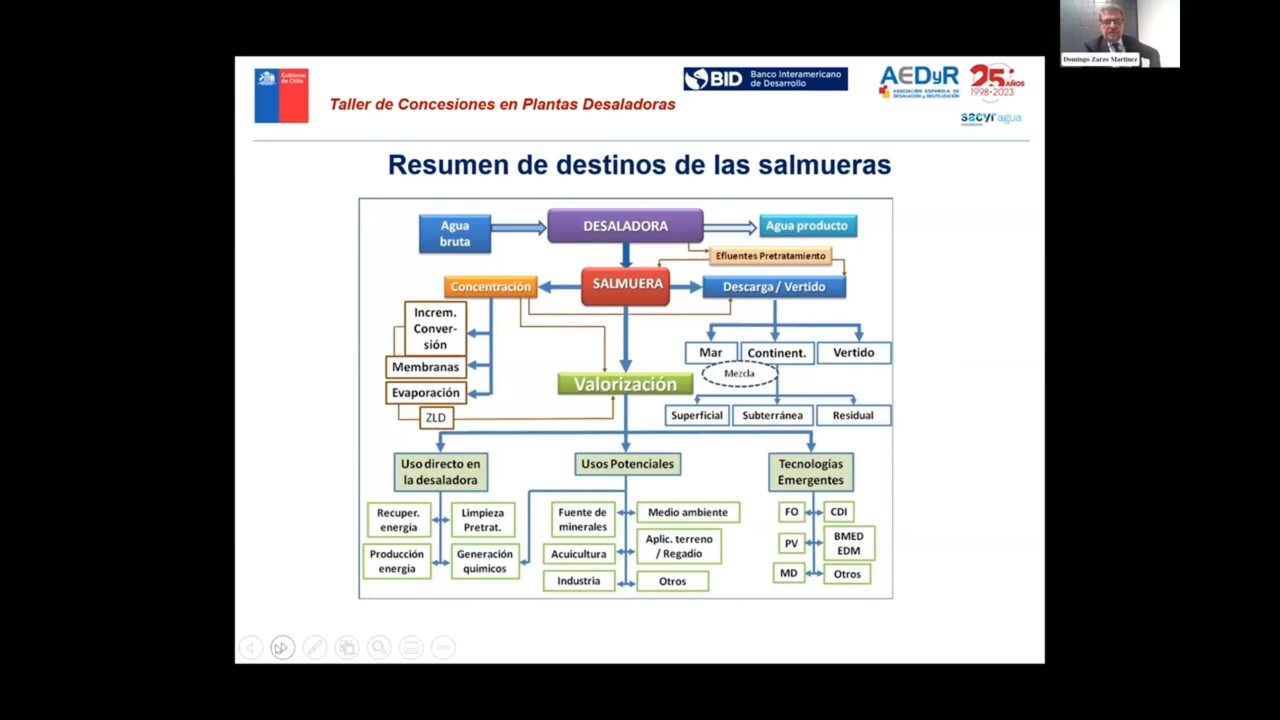 Domingo Zarzo Martínez
Gobierno
de Chile
BID
Banco Interamericano
de Desarrollo
AEDyR
ASOCIACIÓN ESPAÑOLA DE
DESALACIÓN y REUTILIZACIÓN
25 AÑOS
1998-2023
sacyr agua
Taller de Concesiones en Plantas Desaladoras
Resumen de destinos de las salmueras
Agua
bruta
DESALADORA
Agua producto
Efluentes Pretratamiento
Concentración
SALMUERA
Descarga / Vertido
Increm.
Conver-
sión
Membranas
Evaporación
ZLD
Mar
Continent.
Vertido
Mezcla
Valorización
Superficial
Subterránea
Residual
Uso directo en
la desaladora
Usos Potenciales
Tecnologías
Emergentes
Recuper.
energía
Limpieza
Pretrat.
Producción
energía
Generación
químicos
Fuente de
minerales
Medio ambiente
Acuicultura
Aplic. terreno
/ Regadío
Industria
Otros
FO
CDI
PV
BMED
EDM
MD
Otros